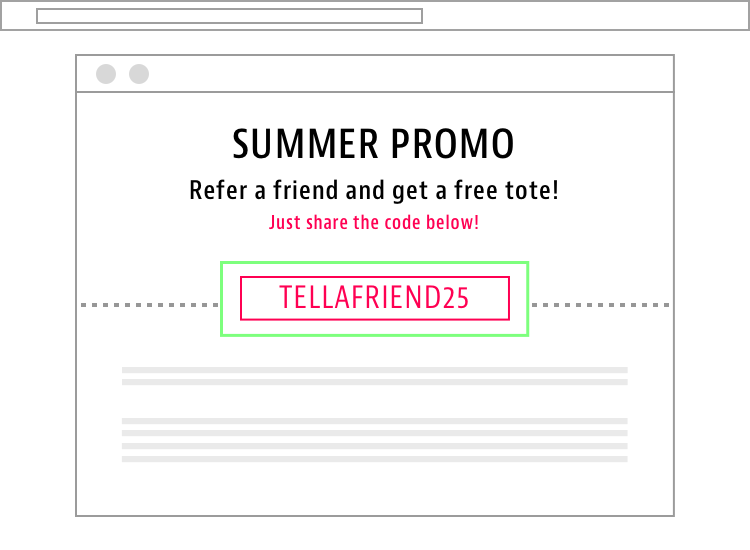 SUMMER PROMO
Refer a friend and get a free tote!
Just share the code below!
TELLAFRIEND25